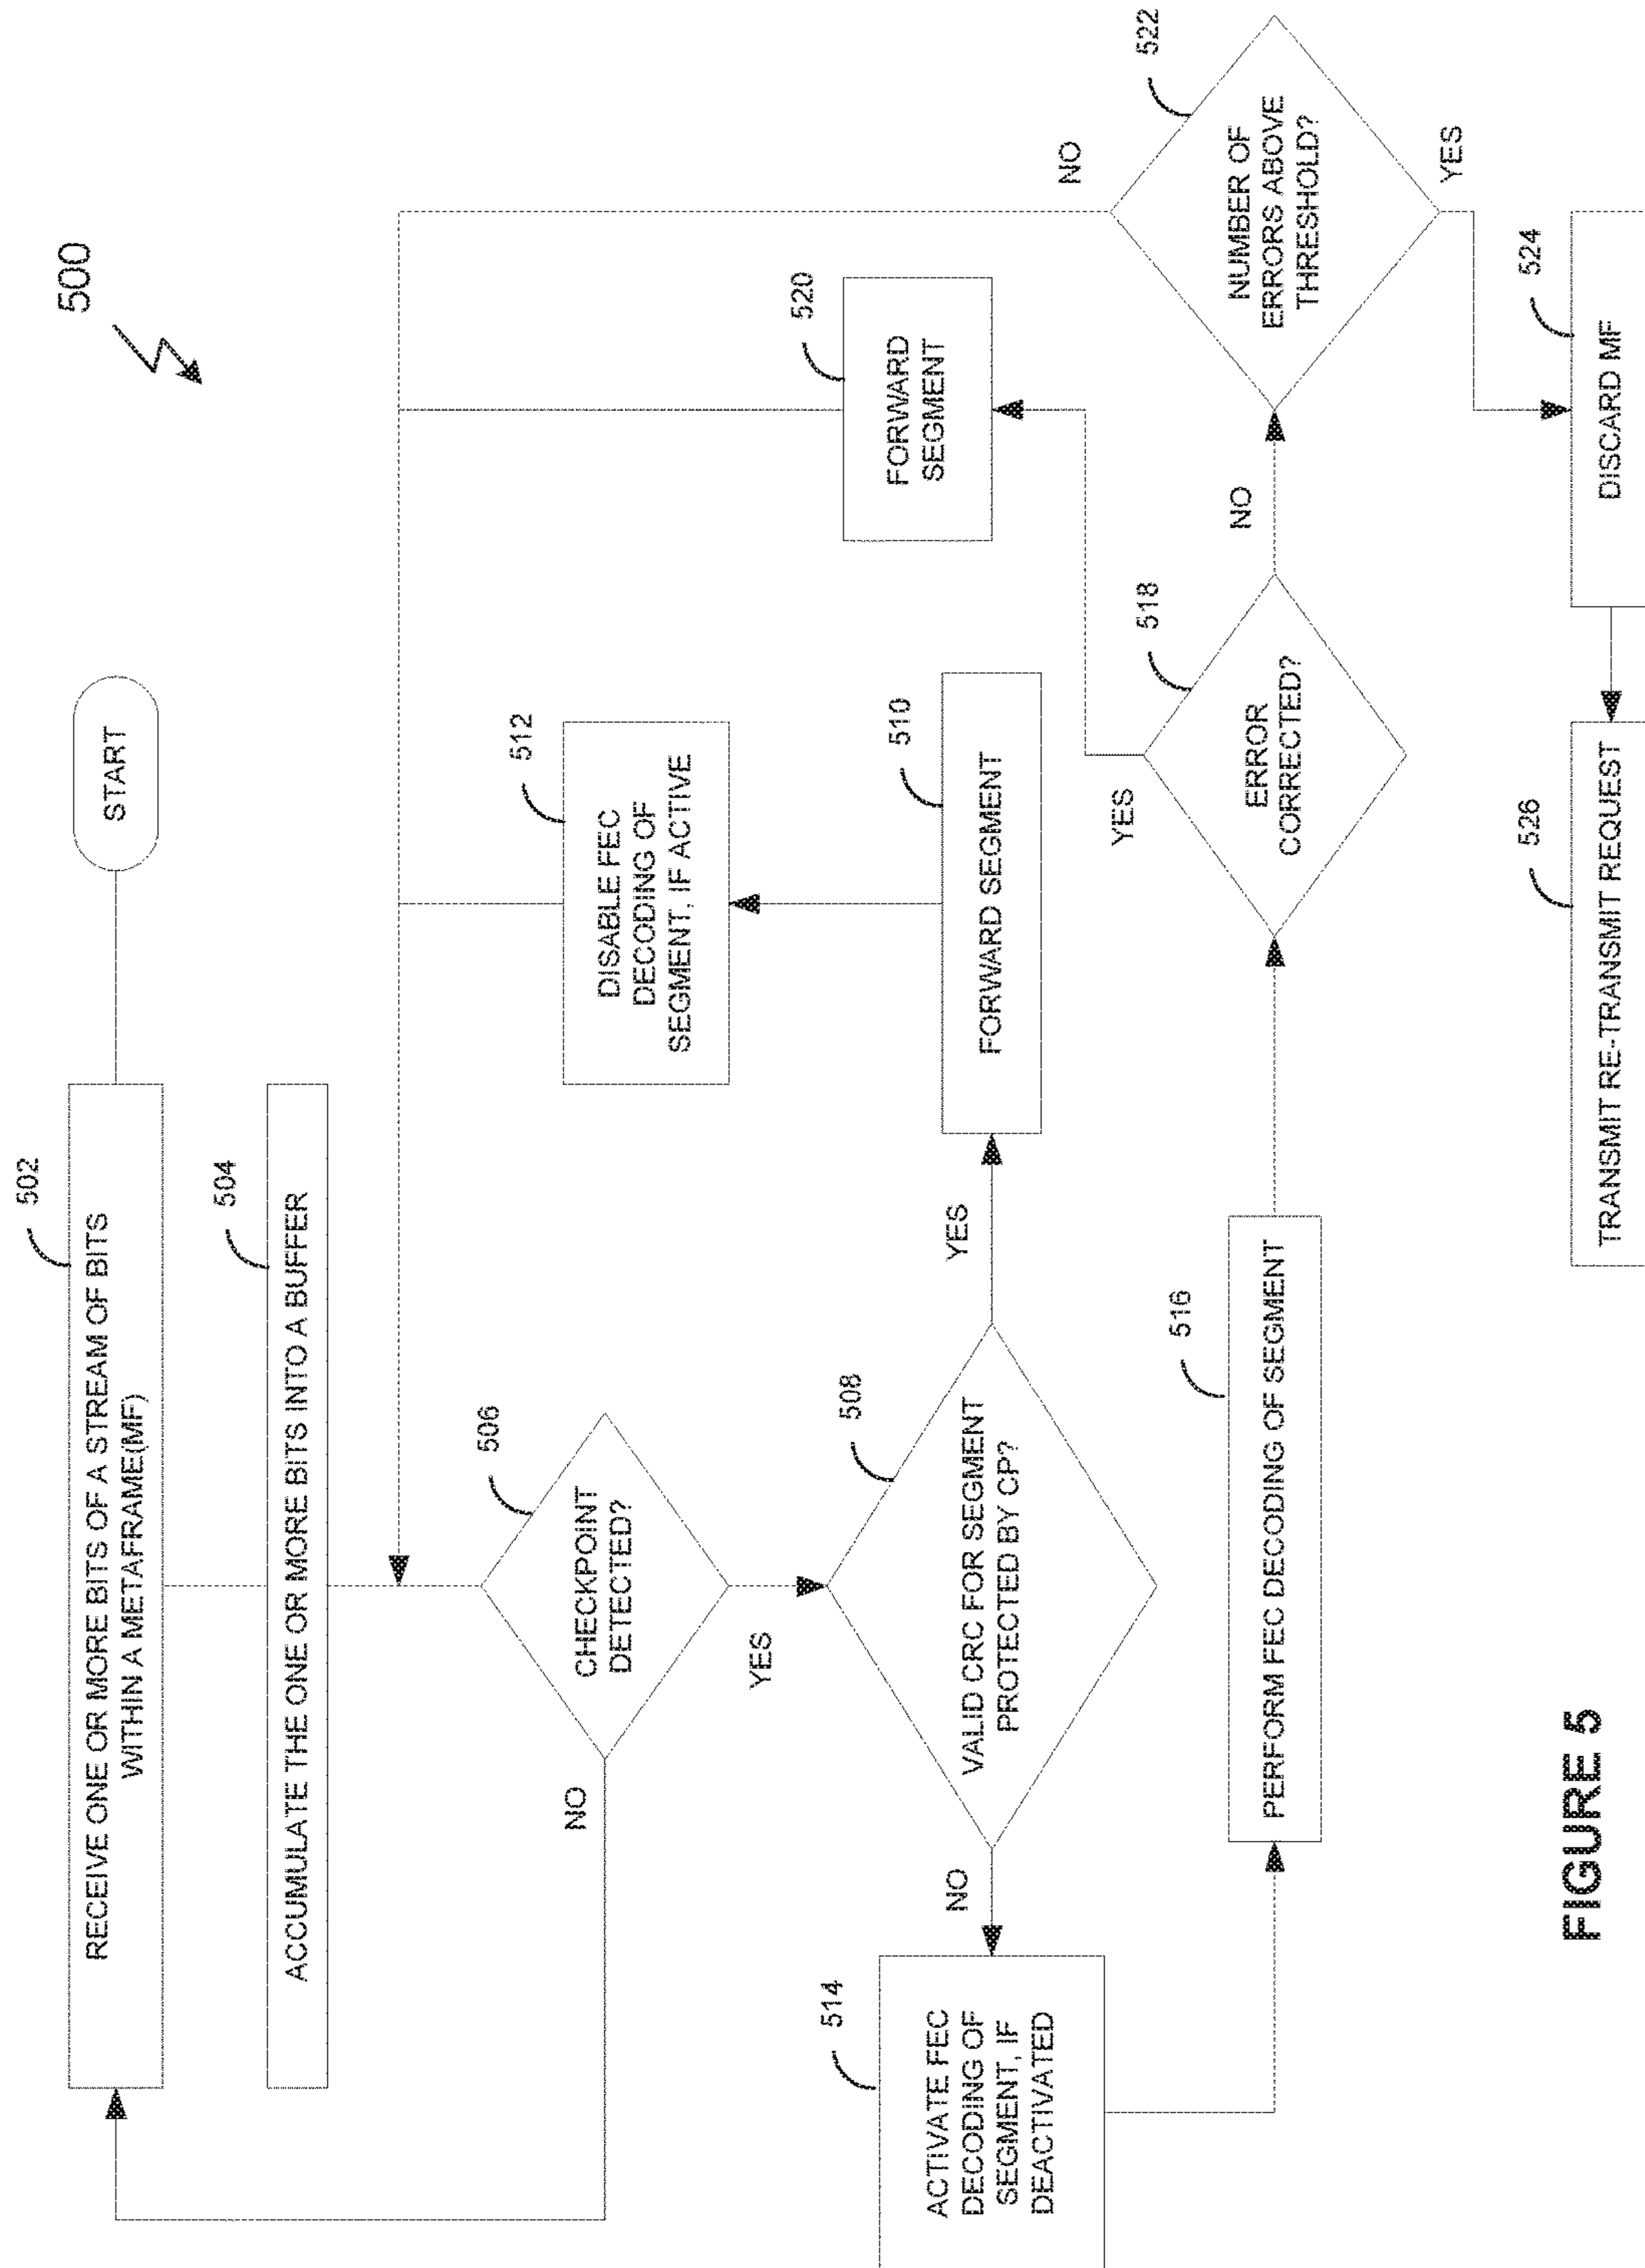 500
START
502
RECEIVE ONE OR MORE BITS OF A STREAM OF BITS
WITHIN A METAFRAME(MF)
504
ACCUMULATE THE ONE OR MORE BITS INTO A BUFFER
506
CHECKPOINT
DETECTED?
NO
YES
508
VALID CRC FOR SEGMENT
PROTECTED BY CP?
YES
NO
510
FORWARD SEGMENT
512
DISABLE FEC
DECODING OF
SEGMENT, IF ACTIVE
514
ACTIVATE FEC
DECODING OF
SEGMENT, IF
DEACTIVATED
516
PERFORM FEC DECODING OF SEGMENT
518
ERROR
CORRECTED?
YES
NO
520
FORWARD
SEGMENT
522
NUMBER OF
ERRORS ABOVE
THRESHOLD?
NO
YES
524
DISCARD MF
526
TRANSMIT RE-TRANSMIT REQUEST
FIGURE 5